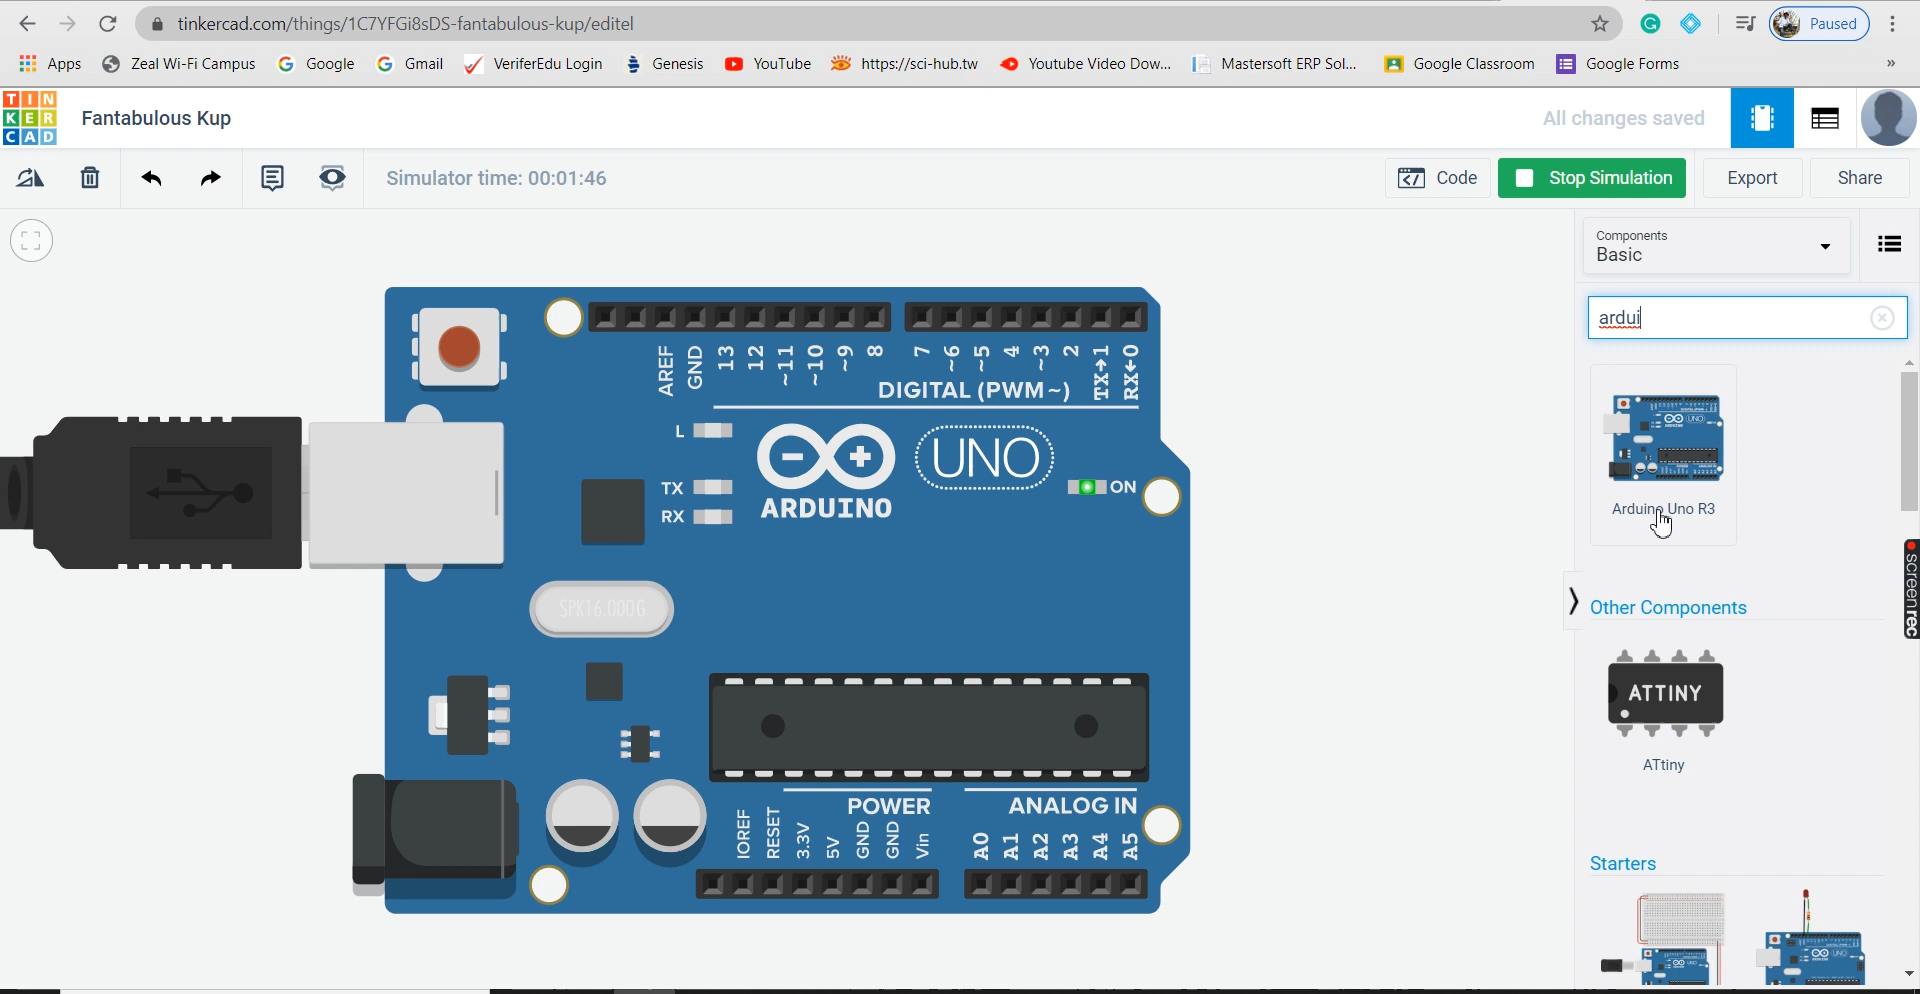 tinkercad.com/things/1C7YFGi8sDS-fantabulous-kup/editel
Paused
Apps Zeal Wi-Fi Campus Google Gmail VeriferEdu Login Genesis YouTube https://sci-hub.tw Youtube Video Dow... Mastersoft ERP Sol... Google Classroom Google Forms »
TIN
KER
CAD
Fantabulous Kup
All changes saved
Simulator time: 00:01:46
Code
Stop Simulation
Export
Share
Components
Basic
ardui
Arduino Uno R3
Other Components
ATTINY
ATtiny
Starters
screenrec
AREF GND 13 12 ~11 ~10 ~9 8 7 ~6 ~5 4 ~3 2 TX→1 RX←0
DIGITAL (PWM~)
L
TX
RX
UNO
ARDUINO
ON
SPK16.000G
POWER
ANALOG IN
IOREF RESET 3.3V 5V GND GND Vin A0 A1 A2 A3 A4 A5